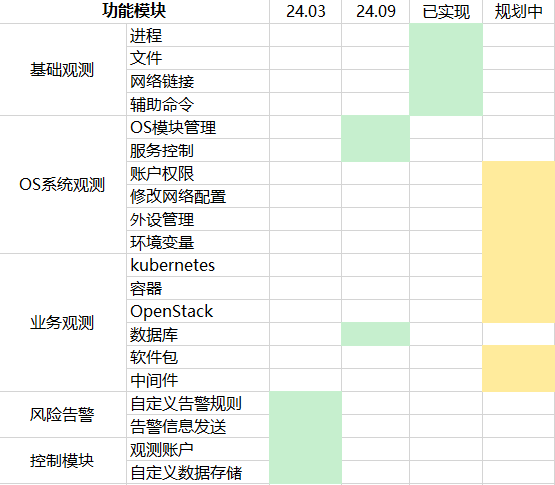 功能模块 24.03 24.09 已实现 规划中
基础观测
进程
文件
网络链接
辅助命令
OS系统观测
OS模块管理
服务控制
账户权限
修改网络配置
外设管理
环境变量
业务观测
kubernetes
容器
OpenStack
数据库
软件包
中间件
风险告警
自定义告警规则
告警信息发送
控制模块
观测账户
自定义数据存储